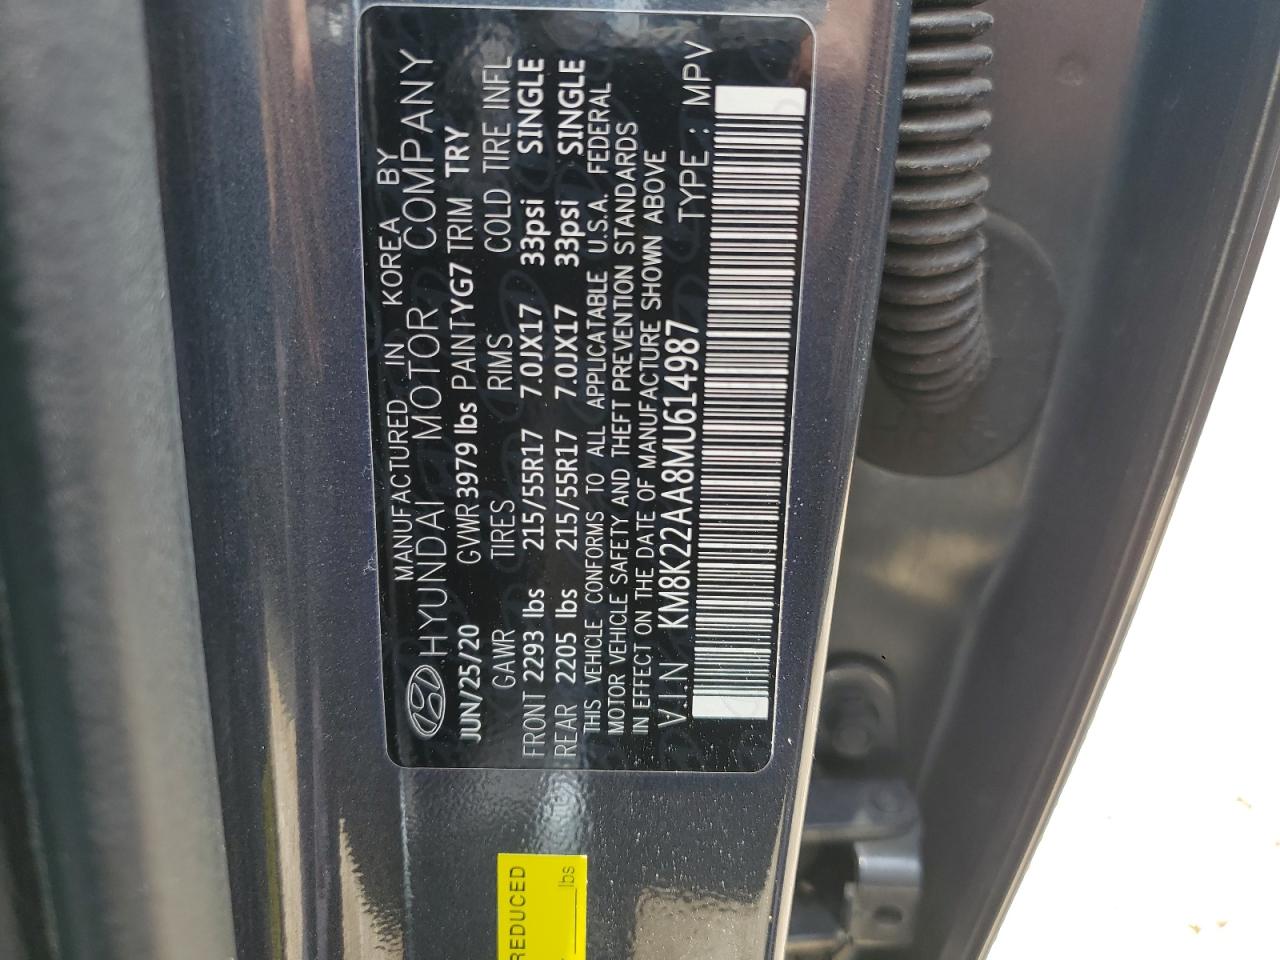 MANUFACTURED IN KOREA BY
HYUNDAI MOTOR COMPANY
JUN/25/20 GVWR 3979 lbs PAINT YG7 TRIM TRY
GAWR TIRES RIMS COLD TIRE INFL
FRONT 2293 lbs 215/55R17 7.0JX17 33psi SINGLE
REAR 2205 lbs 215/55R17 7.0JX17 33psi SINGLE
THIS VEHICLE CONFORMS TO ALL APPLICATABLE U.S.A. FEDERAL
MOTOR VEHICLE SAFETY AND THEFT PREVENTION STANDARDS
IN EFFECT ON THE DATE OF MANUFACTURE SHOWN ABOVE
V.I.N KM8K22AA8MU614987 TYPE : MPV
REDUCED
lbs